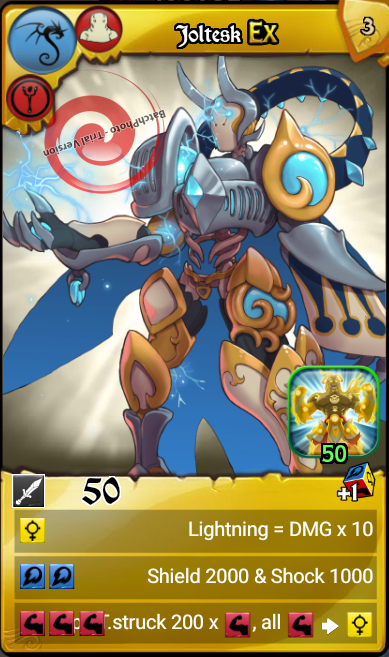 Joltesk Ex
3
BatchPhoto - Trial Version
50
50
+1
Lightning = DMG x 10
Shield 2000 & Shock 1000
T.struck 200 x , all